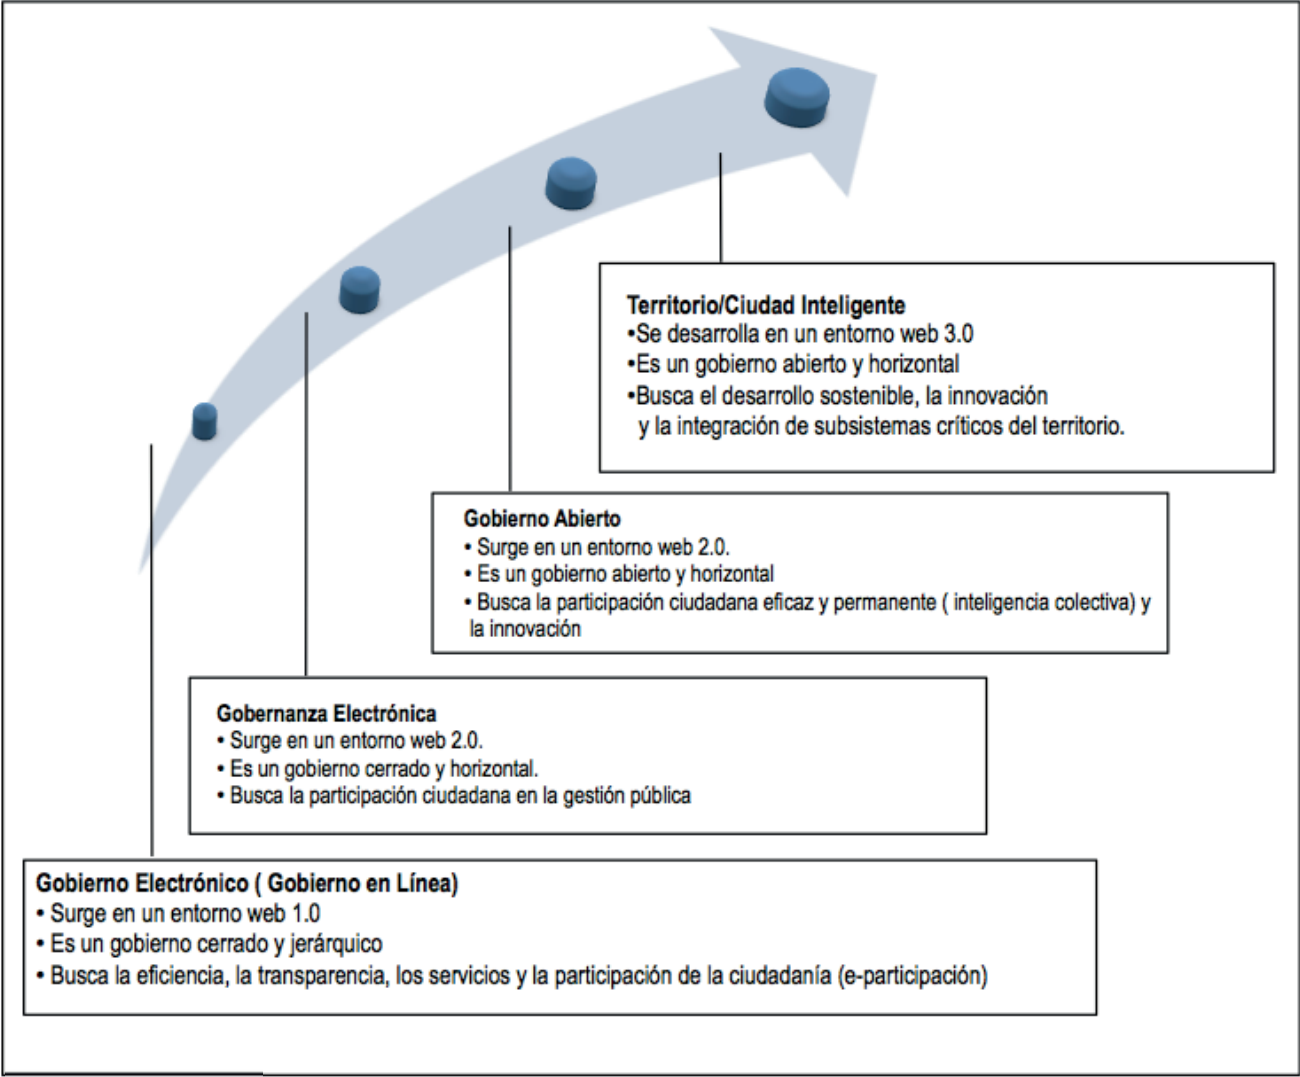 Territorio/Ciudad Inteligente
•Se desarrolla en un entorno web 3.0
•Es un gobierno abierto y horizontal
•Busca el desarrollo sostenible, la innovación
y la integración de subsistemas críticos del territorio.
Gobierno Abierto
• Surge en un entorno web 2.0.
• Es un gobierno abierto y horizontal
• Busca la participación ciudadana eficaz y permanente ( inteligencia colectiva) y
la innovación
Gobernanza Electrónica
• Surge en un entorno web 2.0.
• Es un gobierno cerrado y horizontal.
• Busca la participación ciudadana en la gestión pública
Gobierno Electrónico ( Gobierno en Línea)
• Surge en un entorno web 1.0
• Es un gobierno cerrado y jerárquico
• Busca la eficiencia, la transparencia, los servicios y la participación de la ciudadanía (e-participación)